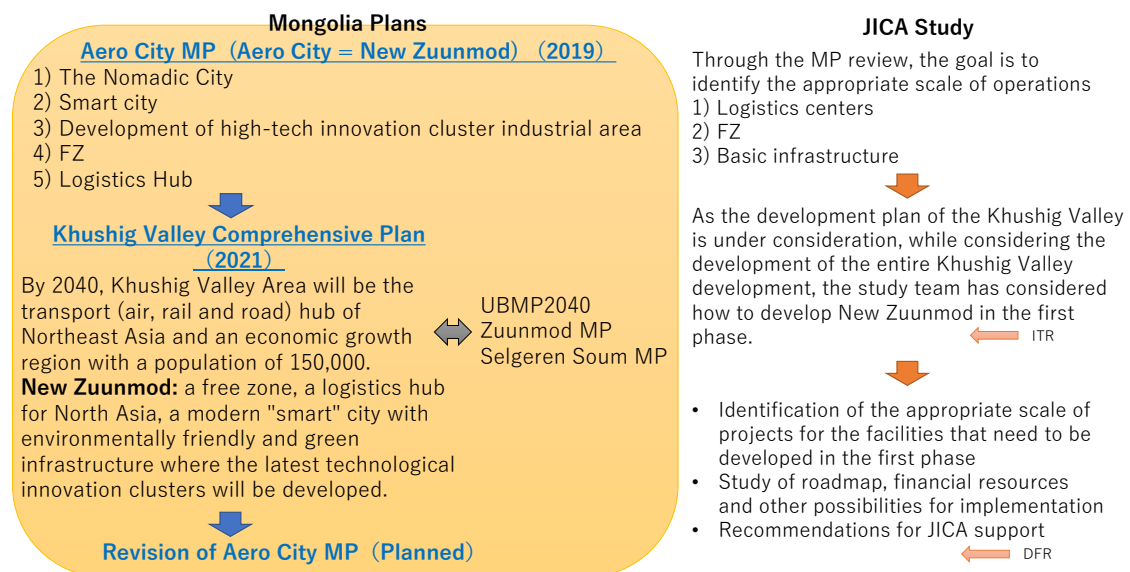 Mongolia Plans
Aero City MP（Aero City = New Zuunmod）（2019）
1) The Nomadic City
2) Smart city
3) Development of high-tech innovation cluster industrial area
4) FZ
5) Logistics Hub
Khushig Valley Comprehensive Plan
（2021）
By 2040, Khushig Valley Area will be the
transport (air, rail and road) hub of
Northeast Asia and an economic growth
region with a population of 150,000.
New Zuunmod: a free zone, a logistics hub
for North Asia, a modern "smart" city with
environmentally friendly and green
infrastructure where the latest technological
innovation clusters will be developed.
UBMP2040
Zuunmod MP
Selgeren Soum MP
Revision of Aero City MP（Planned）
JICA Study
Through the MP review, the goal is to
identify the appropriate scale of operations
1) Logistics centers
2) FZ
3) Basic infrastructure
As the development plan of the Khushig Valley
is under consideration, while considering the
development of the entire Khushig Valley
development, the study team has considered
how to develop New Zuunmod in the first
phase.
ITR
• Identification of the appropriate scale of
projects for the facilities that need to be
developed in the first phase
• Study of roadmap, financial resources
and other possibilities for implementation
• Recommendations for JICA support
DFR